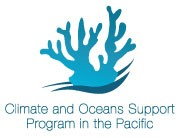 Climate and Oceans Support
Program in the Pacific